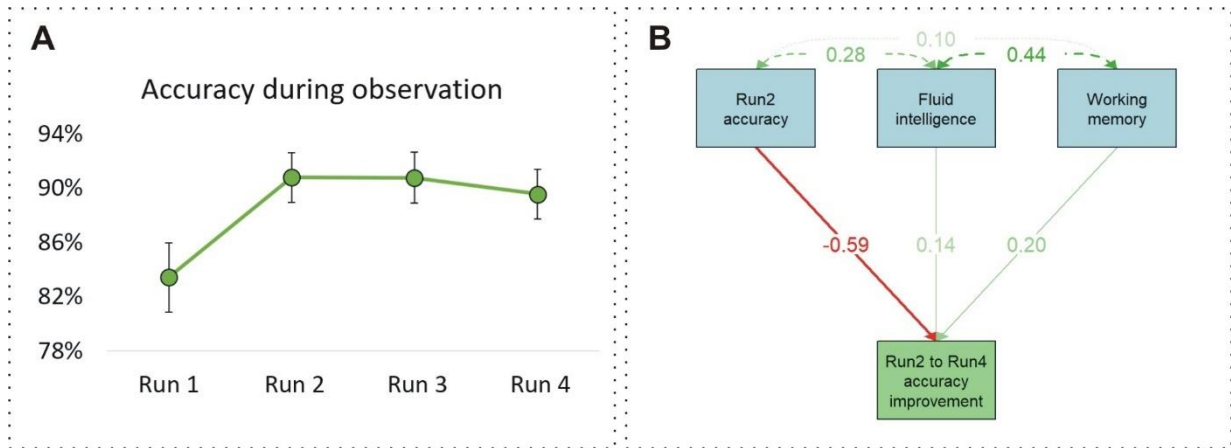 A
Accuracy during observation
94%
90%
86%
82%
78%
Run 1 Run 2 Run 3 Run 4
B
0.10
0.28 0.44
Run2
accuracy
Fluid
intelligence
Working
memory
-0.59 0.14 0.20
Run2 to Run4
accuracy
improvement